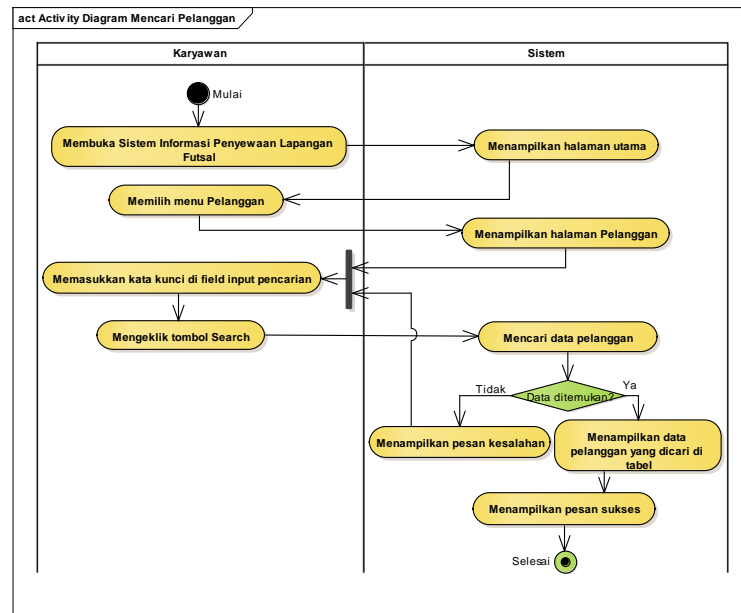 act Activity Diagram Mencari Pelanggan
Karyawan
Sistem
Mulai
Membuka Sistem Informasi Penyewaan Lapangan
Futsal
Menampilkan halaman utama
Memilih menu Pelanggan
Menampilkan halaman Pelanggan
Memasukkan kata kunci di field input pencarian
Mengeklik tombol Search
Mencari data pelanggan
Data ditemukan?
Tidak
Ya
Menampilkan pesan kesalahan
Menampilkan data
pelanggan yang dicari di
tabel
Menampilkan pesan sukses
Selesai